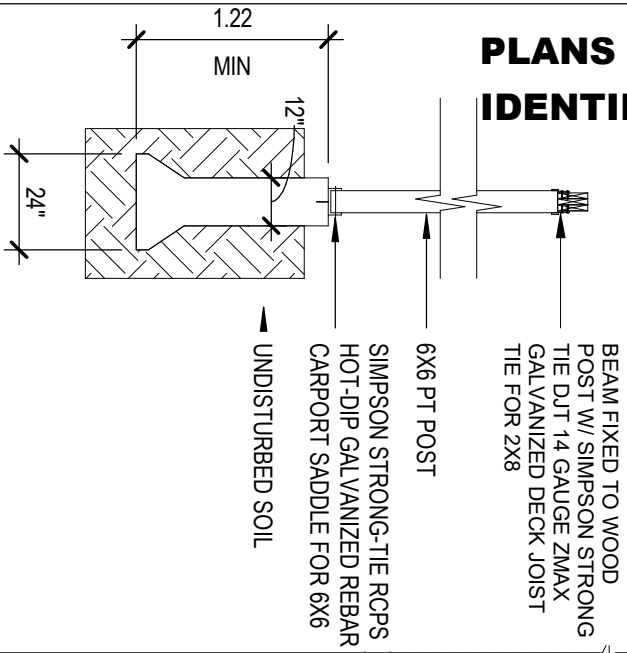 PLANS
IDENTI
1.22
MIN
12"
24"
BEAM FIXED TO WOOD
POST W/ SIMPSON STRONG
TIE DJT 14 GAUGE ZMAX
GALVANIZED DECK JOIST
TIE FOR 2X8
6X6 PT POST
SIMPSON STRONG-TIE RCPS
HOT-DIP GALVANIZED REBAR
CARPORT SADDLE FOR 6X6
UNDISTURBED SOIL